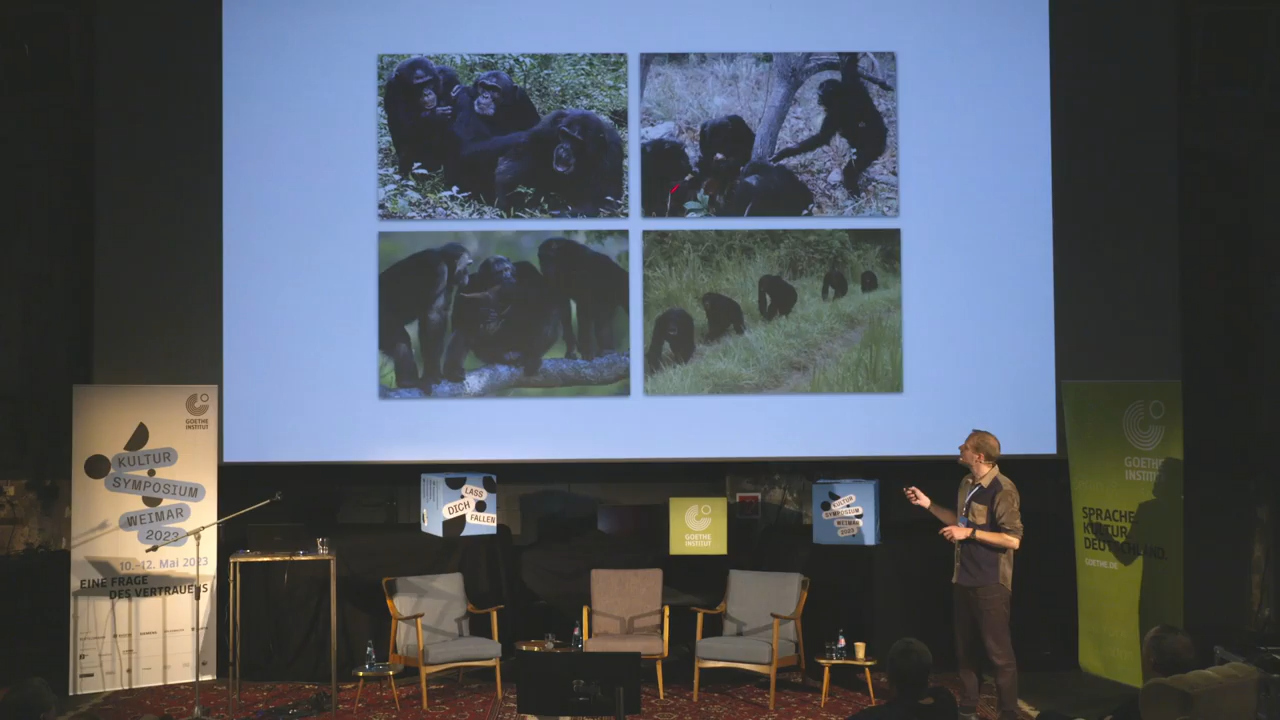 GOETHE
INSTITUT
KULTUR
SYMPOSIUM
WEIMAR
2023
10.–12. Mai 2023
EINE FRAGE
DES VERTRAUENS
LASS
DICH
FALLEN
GOETHE
INSTITUT
KULTUR
SYMPOSIUM
WEIMAR
2023
GOETHE
INSTITUT
SPRACHE.
KULTUR.
DEUTSCHLAND.
GOETHE.DE